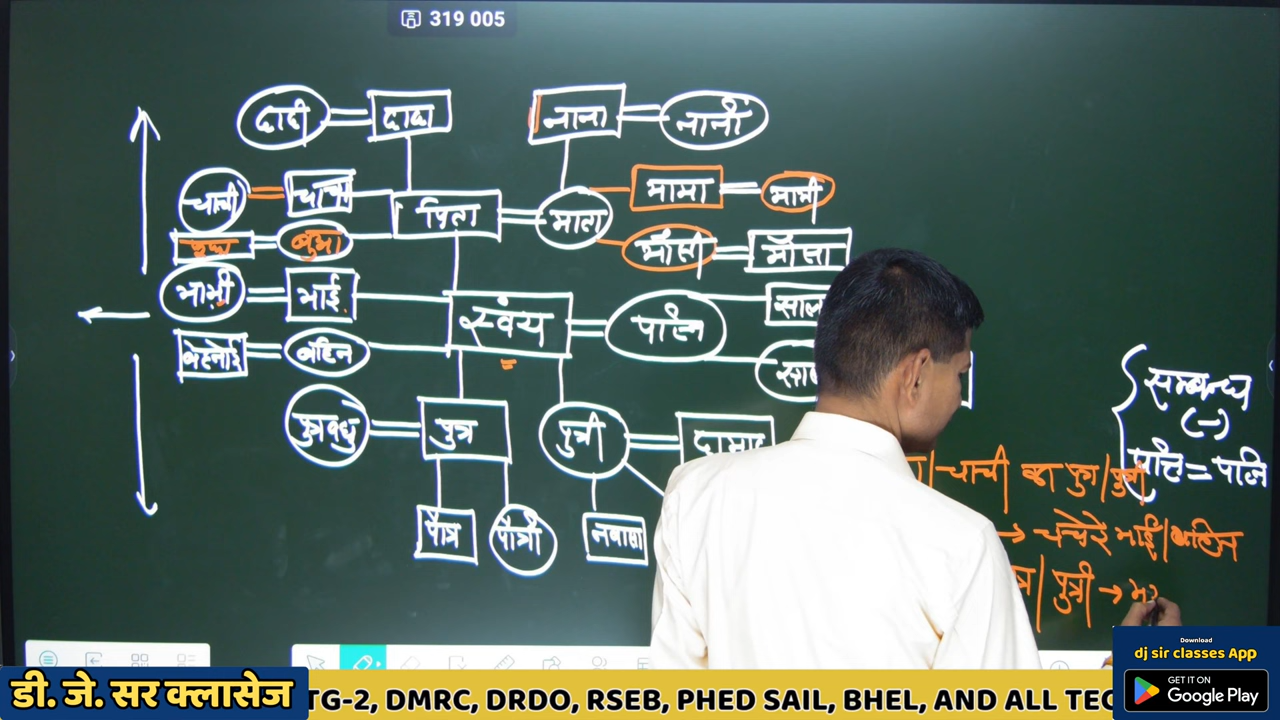 319 005
दादी = दादा
नाना = नानी
चाची = चाचा
मामा = मामी
पिता = माता
फूफा = बुआ
मौसी = मौसा
भाभी = भाई
स्वंय = पत्नि
बहनोई = बहिन
सम्बन्ध
(-)
पुत्रवधु = पुत्र
पुत्री = दामाद
पति = पत्नि
चाची का पुत्र/पुत्री
पौत्र पौत्री नवासा
→ चचेरे भाई/बहिन
/पुत्री →
Download
dj sir classes App
GET IT ON
Google Play
डी. जे. सर क्लासेज
TG-2, DMRC, DRDO, RSEB, PHED SAIL, BHEL, AND ALL TEC